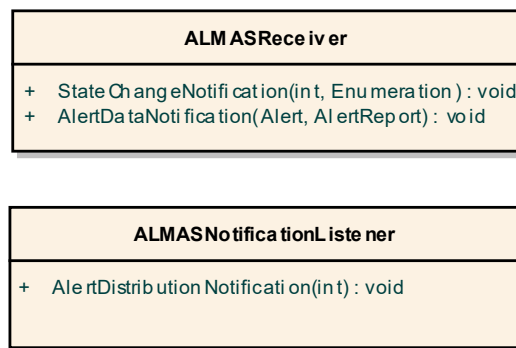 ALMASReceiver
+ StateChangeNotification(int, Enumeration) : void
+ AlertDataNotification(Alert, AlertReport) : void
ALMASNotificationListener
+ AlertDistributionNotification(int) : void